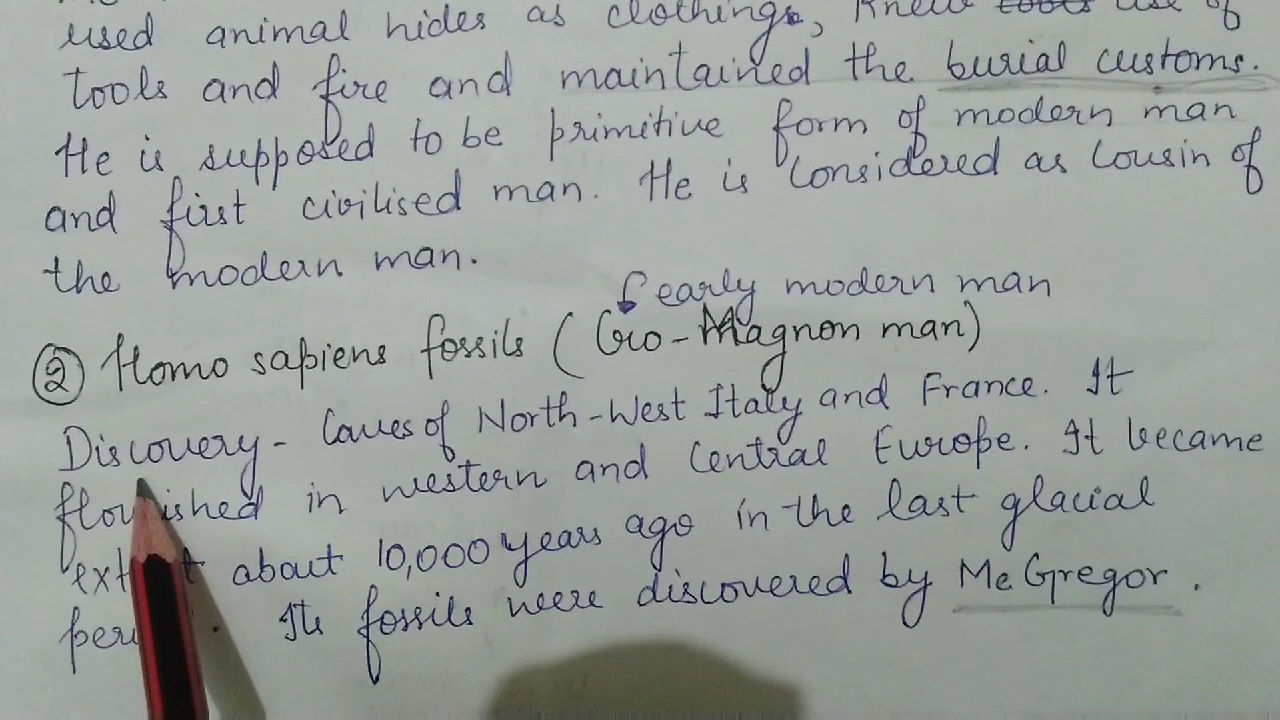 used animal hides as clothings, knew tools use of
tools and fire and maintained the burial customs.
He is supposed to be primitive form of modern man
and first civilised man. He is considered as cousin of
the modern man.
early modern man
② Homo sapiens fossils (Cro-Magnon man)
Discovery - Caves of North-West Italy and France. It
flourished in western and Central Europe. It became
about 10,000 years ago in the last glacial
Its fossils were discovered by Mc Gregor.